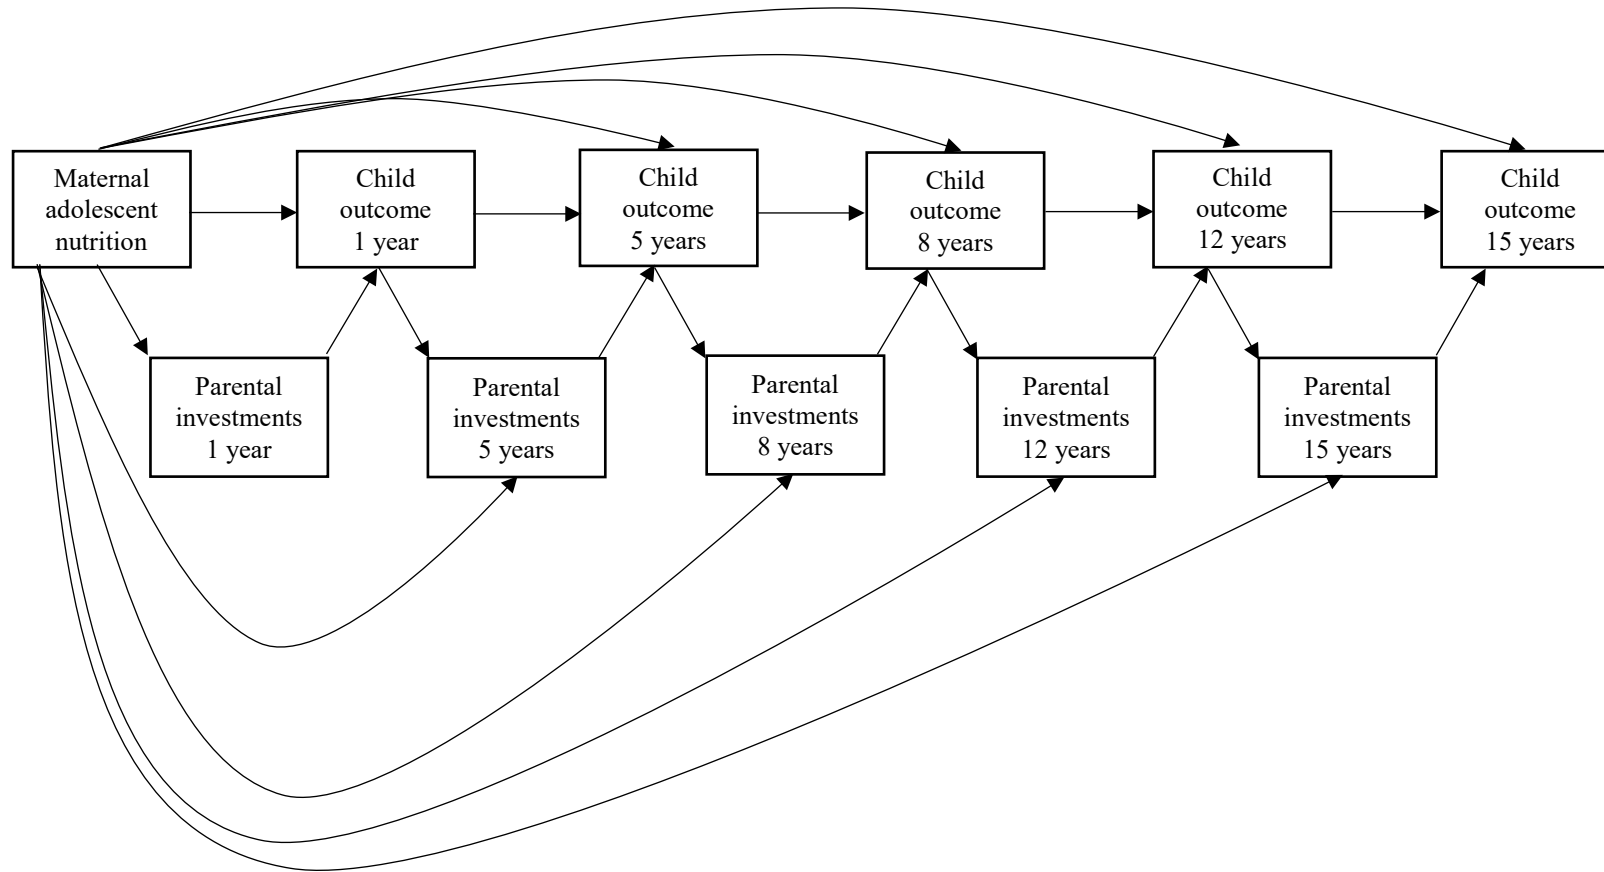 Maternal
adolescent
nutrition
Child
outcome
1 year
Child
outcome
5 years
Child
outcome
8 years
Child
outcome
12 years
Child
outcome
15 years
Parental
investments
1 year
Parental
investments
5 years
Parental
investments
8 years
Parental
investments
12 years
Parental
investments
15 years